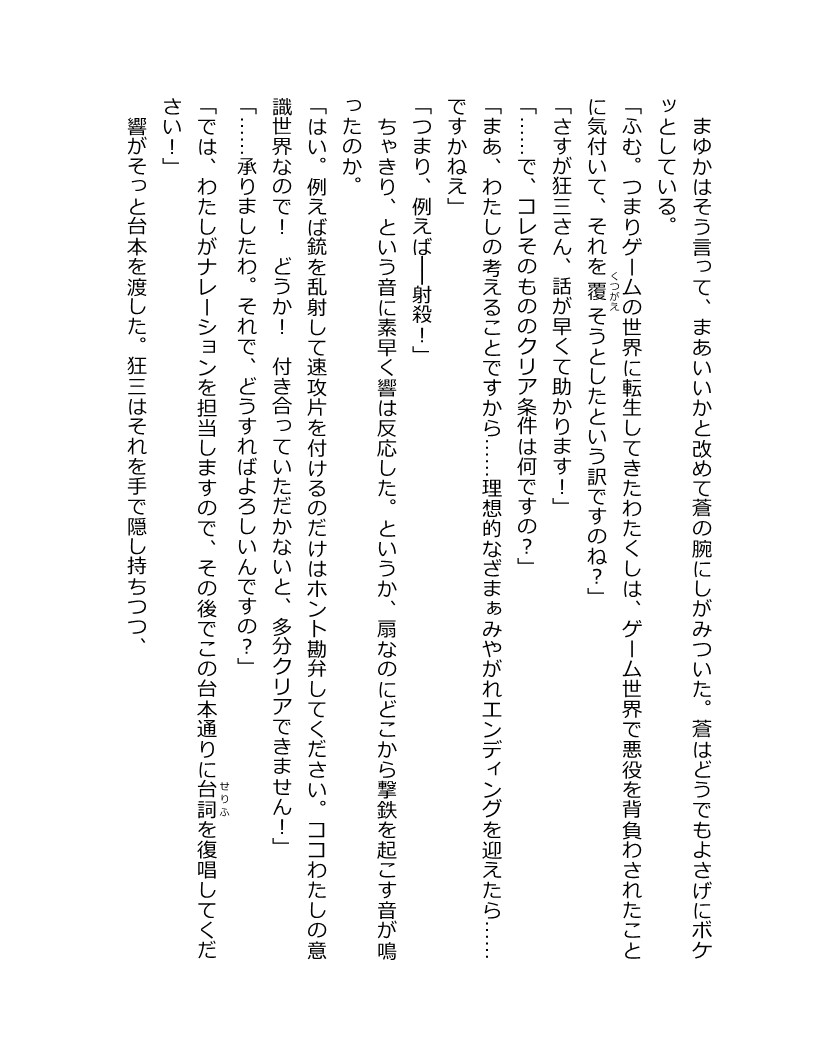 まゆかはそう言って、まあいいかと改めて蒼の腕にしがみついた。蒼はどうでもよさげにボケ
ッとしている。
「ふむ。つまりゲームの世界に転生してきたわたくしは、ゲーム世界で悪役を背負わされたこと
に気付いて、それを覆そうとしたという訳ですのね？」
くつがえ
「さすが狂三さん、話が早くて助かります！」
「……で、コレそのもののクリア条件は何ですの？」
「まあ、わたしの考えることですから……理想的なざまぁみやがれエンディングを迎えたら……
ですかねえ」
「つまり、例えば──射殺！」
ちゃきり、という音に素早く響は反応した。というか、扇なのにどこから撃鉄を起こす音が鳴
ったのか。
「はい。例えば銃を乱射して速攻片を付けるのだけはホント勘弁してください。ココわたしの意
識世界なので！　どうか！　付き合っていただかないと、多分クリアできません！」
「……承りましたわ。それで、どうすればよろしいんですの？」
「では、わたしがナレーションを担当しますので、その後でこの台本通りに台詞を復唱してくだ
せりふ
さい！」
響がそっと台本を渡した。狂三はそれを手で隠し持ちつつ、